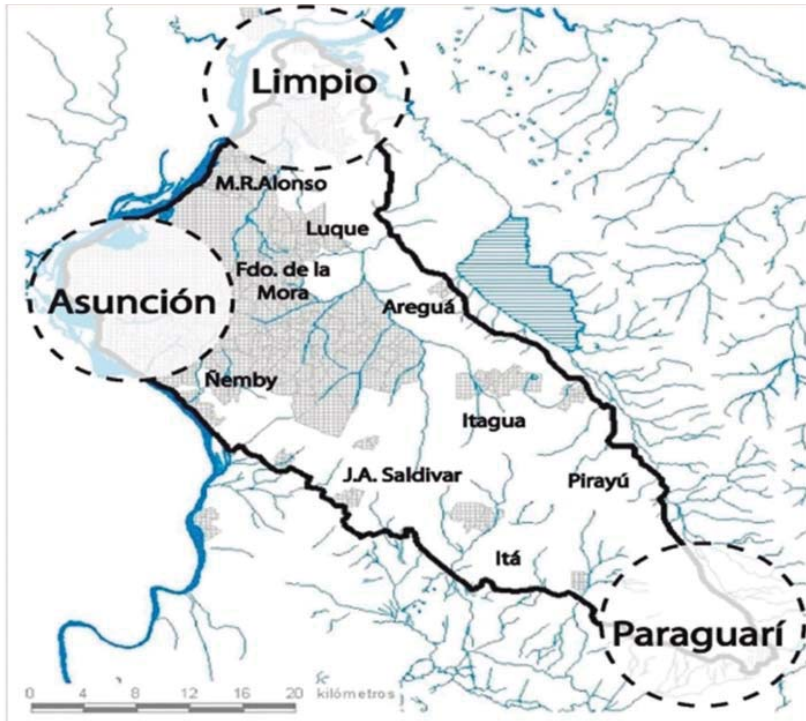 Limpio
M.R.Alonso
Luque
Fdo. de la
Mora
Asunción
Areguá
Ñemby
Itagua
J.A. Saldivar
Pirayú
Itá
Paraguarí
kilómetros
0 4 8 12 16 20